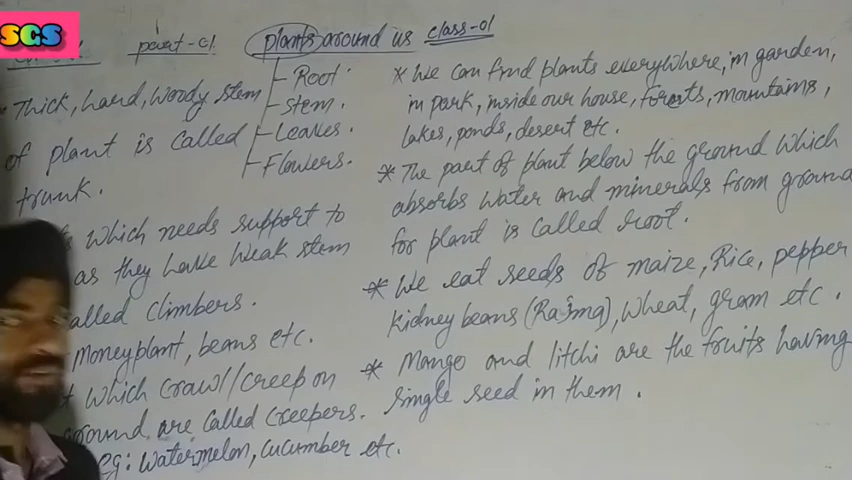 SGS
part-01 plants around us class-01
Root
Stem.
Leaves.
Flowers.
* Thick, hard, woody stem
of plant is called
trunk.
which needs support to
as they have weak stem
called climbers.
Moneyplant, beans etc.
which crawl/creep on
ground are called creepers.
eg: Watermelon, cucumber etc.
* We can find plants everywhere, in garden,
in park, inside our house, forests, mountains,
lakes, ponds, desert etc.
* The part of plant below the ground which
absorbs water and minerals from ground
for plant is called root.
* We eat seeds of maize, Rice, pepper
kidney beans (Rajma), wheat, gram etc.
* Mango and litchi are the fruits having
single seed in them.